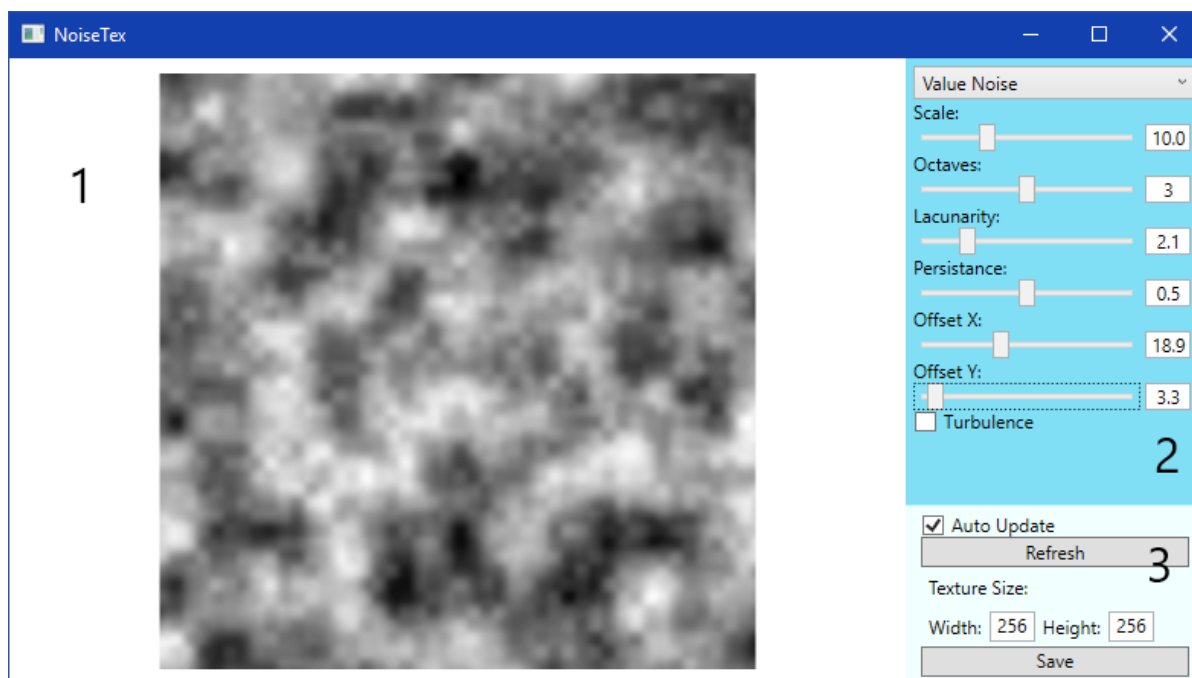 NoiseTex
1
Value Noise
Scale:
10.0
Octaves:
3
Lacunarity:
2.1
Persistance:
0.5
Offset X:
18.9
Offset Y:
3.3
Turbulence
2
Auto Update
Refresh
3
Texture Size:
Width: 256 Height: 256
Save